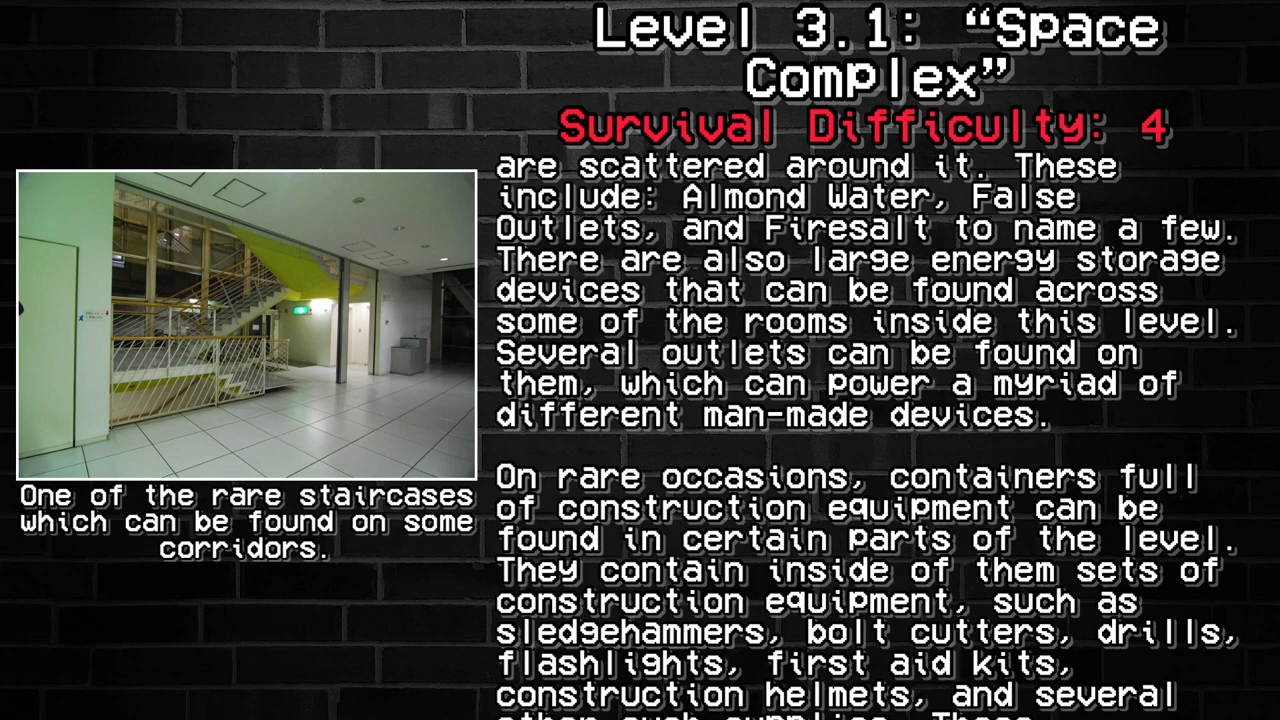 Level 3.1: “Space
Complex”
Survival Difficulty: 4
are scattered around it. These
include: Almond Water, False
Outlets, and Firesalt to name a few.
There are also large energy storage
devices that can be found across
some of the rooms inside this level.
Several outlets can be found on
them, which can power a myriad of
different man-made devices.
On rare occasions, containers full
of construction equipment can be
found in certain parts of the level.
They contain inside of them sets of
construction equipment, such as
sledgehammers, bolt cutters, drills,
flashlights, first aid kits,
construction helmets, and several
One of the rare staircases
which can be found on some
corridors.